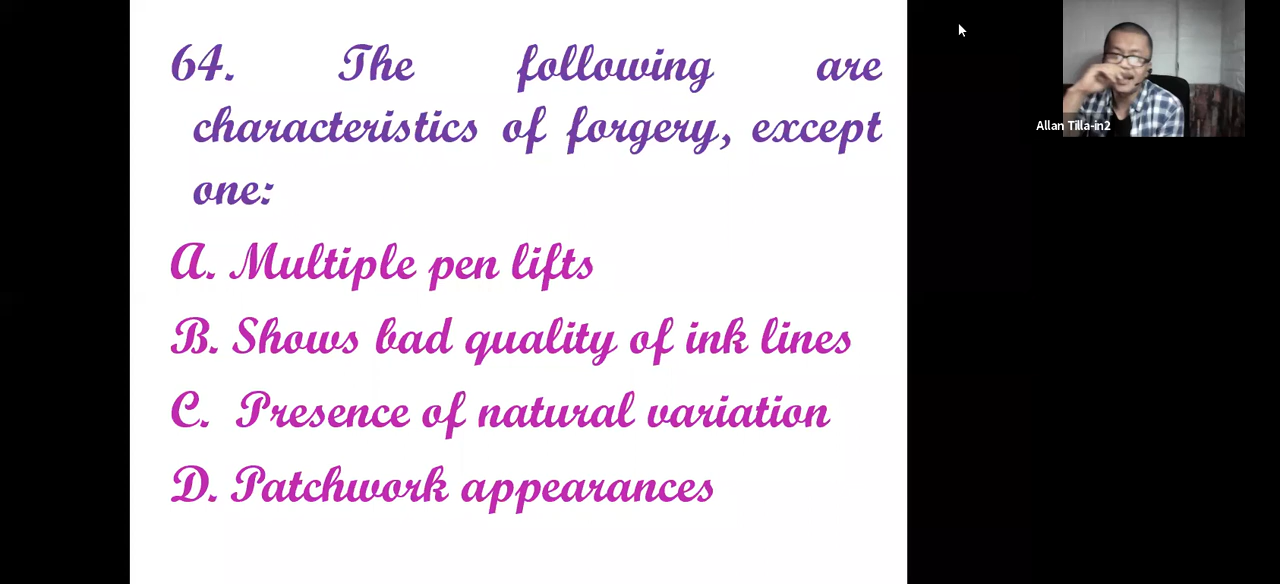 64. The following are
characteristics of forgery, except
one:
A. Multiple pen lifts
B. Shows bad quality of ink lines
C. Presence of natural variation
D. Patchwork appearances
Allan Tilla-in2